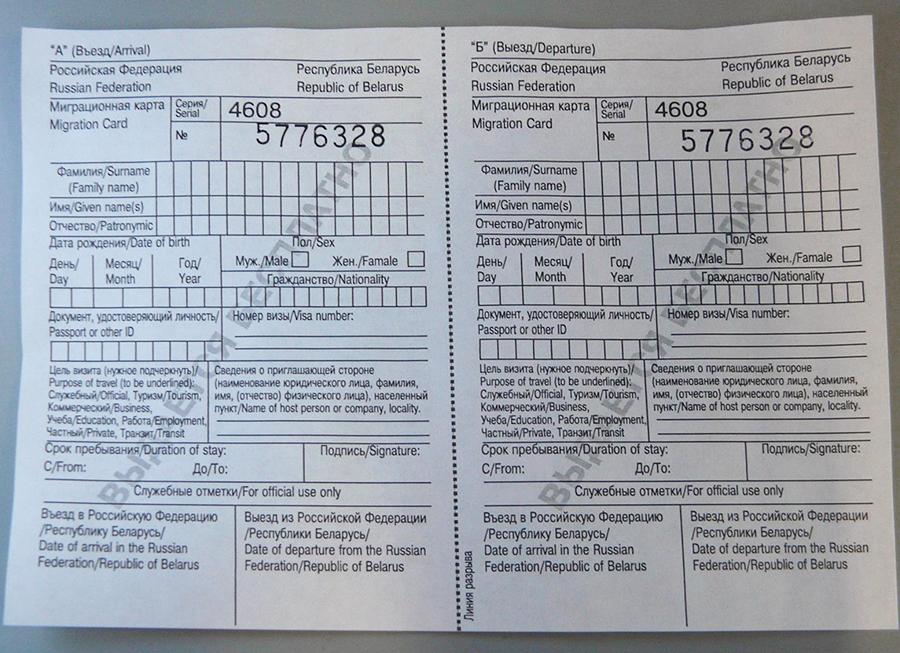 "А" (Въезд/Arrival)
Российская Федерация Республика Беларусь
Russian Federation Republic of Belarus
Миграционная карта
Migration Card
Серия/
Serial
4608
№ 5776328
Фамилия/Surname
(Family name)
Имя/Given name(s)
Отчество/Patronymic
Дата рождения/Date of birth
Пол/Sex
День/ Месяц/ Год/
Day Month Year
Муж./Male Жен./Famale
Гражданство/Nationality
Документ, удостоверяющий личность/
Passport or other ID
Номер визы/Visa number:
Цель визита (нужное подчеркнуть)/
Purpose of travel (to be underlined):
Служебный/Official, Туризм/Tourism,
Коммерческий/Business,
Учеба/Education, Работа/Employment,
Частный/Private, Транзит/Transit
Сведения о приглашающей стороне
(наименование юридического лица, фамилия,
имя, (отчество) физического лица), населенный
пункт/Name of host person or company, locality.
Срок пребывания/Duration of stay:
С/From: До/To:
Подпись/Signature:
Служебные отметки/For official use only
Въезд в Российскую Федерацию
/Республику Беларусь/
Date of arrival in the Russian
Federation/Republic of Belarus
Выезд из Российской Федерации
/Республики Беларусь/
Date of departure from the Russian
Federation/Republic of Belarus
"Б" (Выезд/Departure)
Российская Федерация Республика Беларусь
Russian Federation Republic of Belarus
Миграционная карта
Migration Card
Серия/
Serial
4608
№ 5776328
Фамилия/Surname
(Family name)
Имя/Given name(s)
Отчество/Patronymic
Дата рождения/Date of birth
Пол/Sex
День/ Месяц/ Год/
Day Month Year
Муж./Male Жен./Famale
Гражданство/Nationality
Документ, удостоверяющий личность/
Passport or other ID
Номер визы/Visa number:
Цель визита (нужное подчеркнуть)/
Purpose of travel (to be underlined):
Служебный/Official, Туризм/Tourism,
Коммерческий/Business,
Учеба/Education, Работа/Employment,
Частный/Private, Транзит/Transit
Сведения о приглашающей стороне
(наименование юридического лица, фамилия,
имя, (отчество) физического лица), населенный
пункт/Name of host person or company, locality.
Срок пребывания/Duration of stay:
С/From: До/To:
Подпись/Signature:
Служебные отметки/For official use only
Въезд в Российскую Федерацию
/Республику Беларусь/
Date of arrival in the Russian
Federation/Republic of Belarus
Выезд из Российской Федерации
/Республики Беларусь/
Date of departure from the Russian
Federation/Republic of Belarus
Линия разрыва